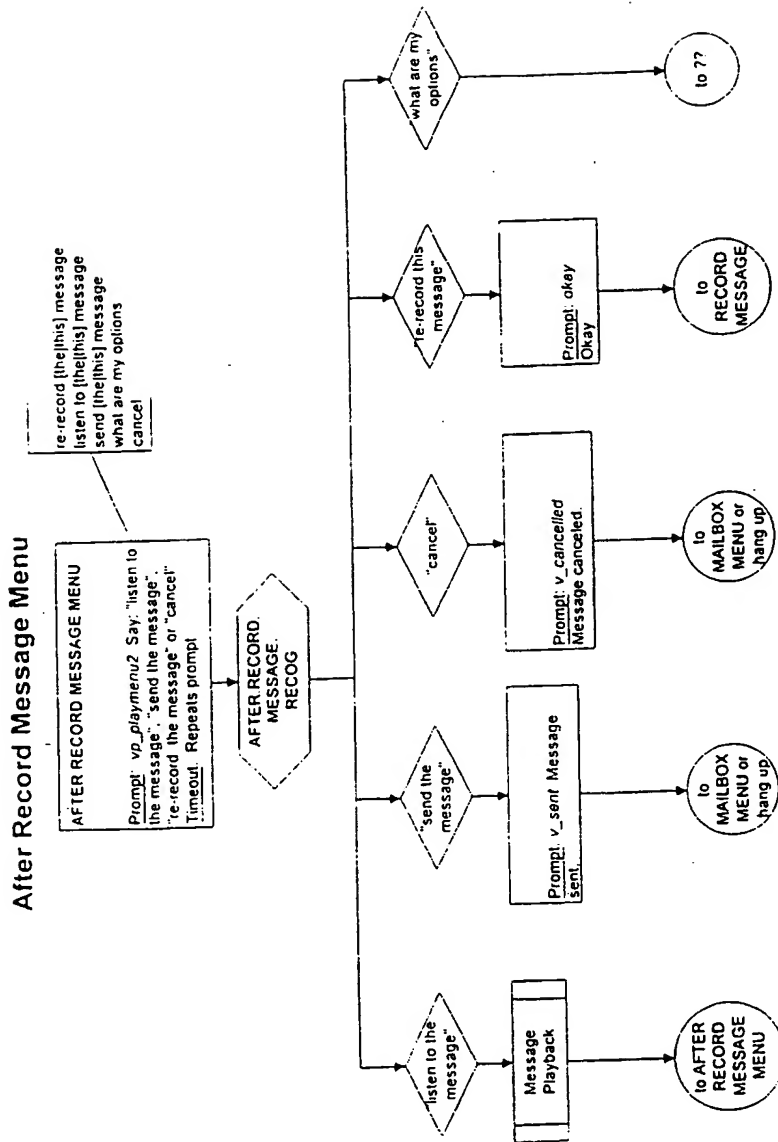 After Record Message Menu
re-record [the|this] message
listen to [the|this] message
send [the|this] message
what are my options
cancel
AFTER RECORD MESSAGE MENU
Prompt: vp_playmenu2 Say: "listen to
the message", "send the message",
"re-record the message" or "cancel"
Timeout. Repeats prompt
AFTER.RECORD.
MESSAGE.
RECOG
"listen to the
message"
"send the
message"
"cancel"
"re-record this
message"
what are my
options"
Message
Playback
Prompt: v_sent Message
sent.
Prompt: v_cancelled
Message canceled.
Prompt: okay
Okay
to AFTER
RECORD
MESSAGE
MENU
to
MAILBOX
MENU or
hang up
to
MAILBOX
MENU or
hang up
to
RECORD
MESSAGE
to ??